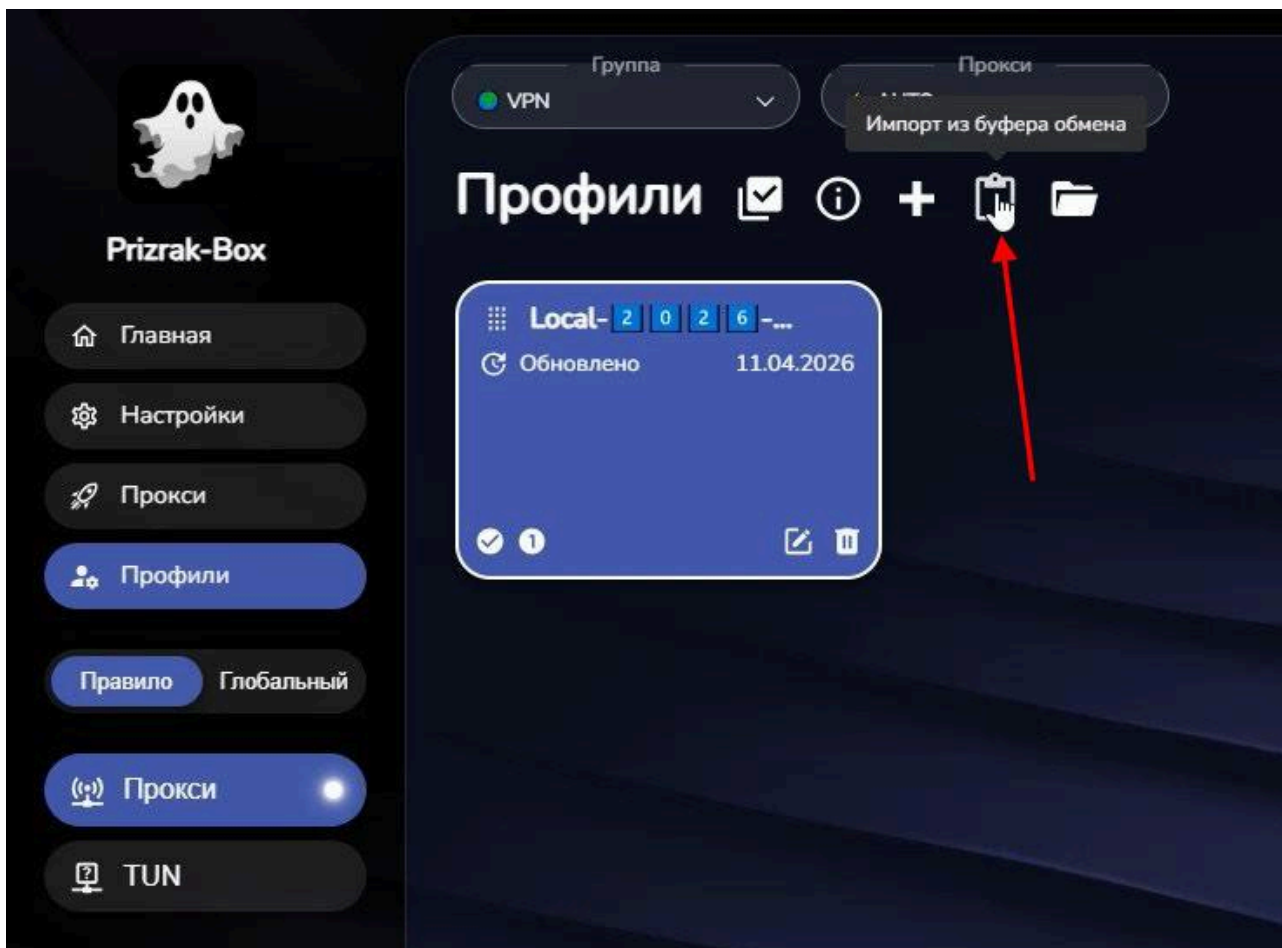 Группа
Прокси
VPN
Импорт из буфера обмена
Профили
Prizrak-Box
Local-2026-...
Обновлено 11.04.2026
1
Главная
Настройки
Прокси
Профили
Правило Глобальный
Прокси
TUN